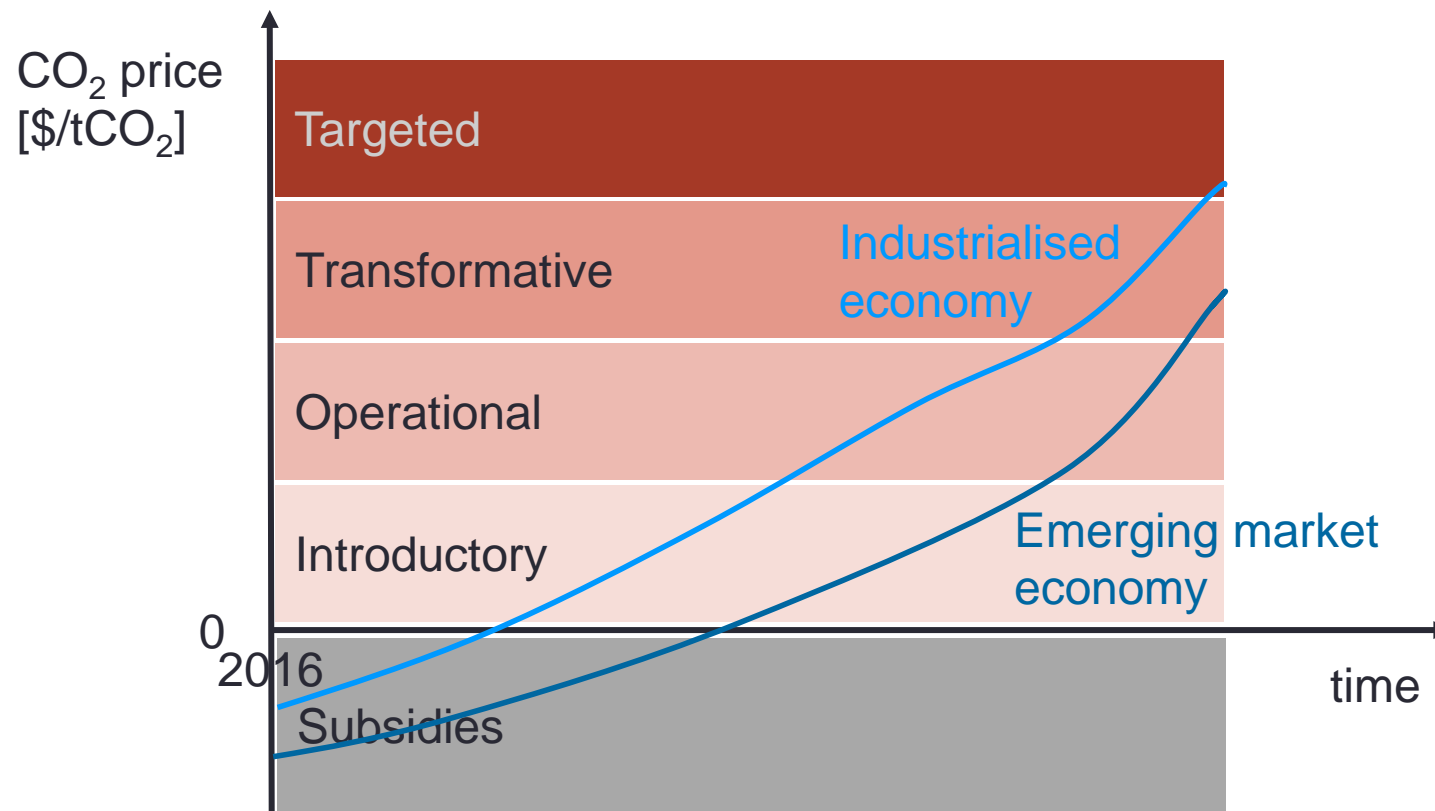 CO₂ price
[$/tCO₂]
Targeted
Transformative
Industrialised
economy
Operational
Introductory
Emerging market
economy
0
2016
time
Subsidies